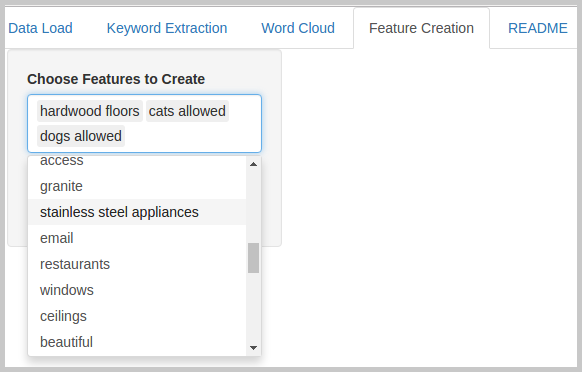 Data Load Keyword Extraction Word Cloud Feature Creation README
Choose Features to Create
hardwood floors cats allowed
dogs allowed
access
granite
stainless steel appliances
email
restaurants
windows
ceilings
beautiful